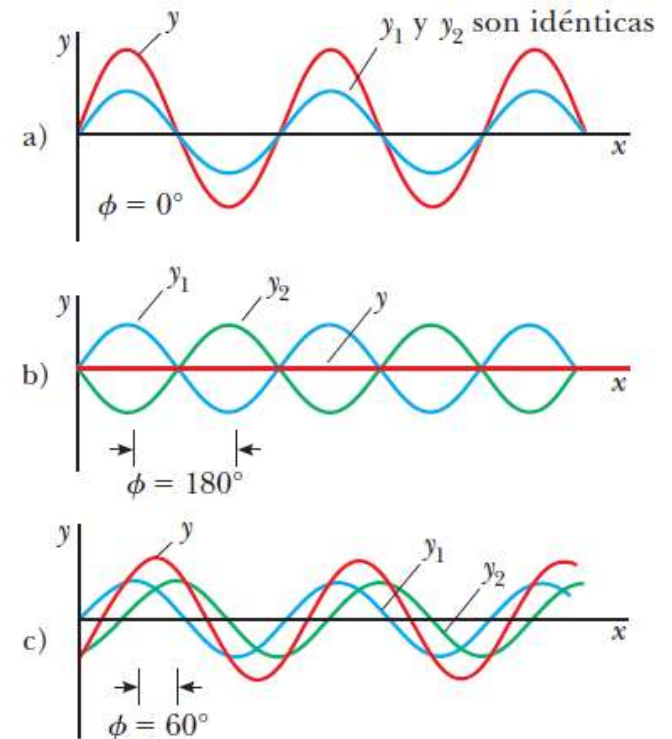 y y y₁ y y₂ son idénticas
a) x
ϕ = 0°
y y₁ y₂ y
b) x
ϕ = 180°
y y y₁ y₂
c) x
ϕ = 60°